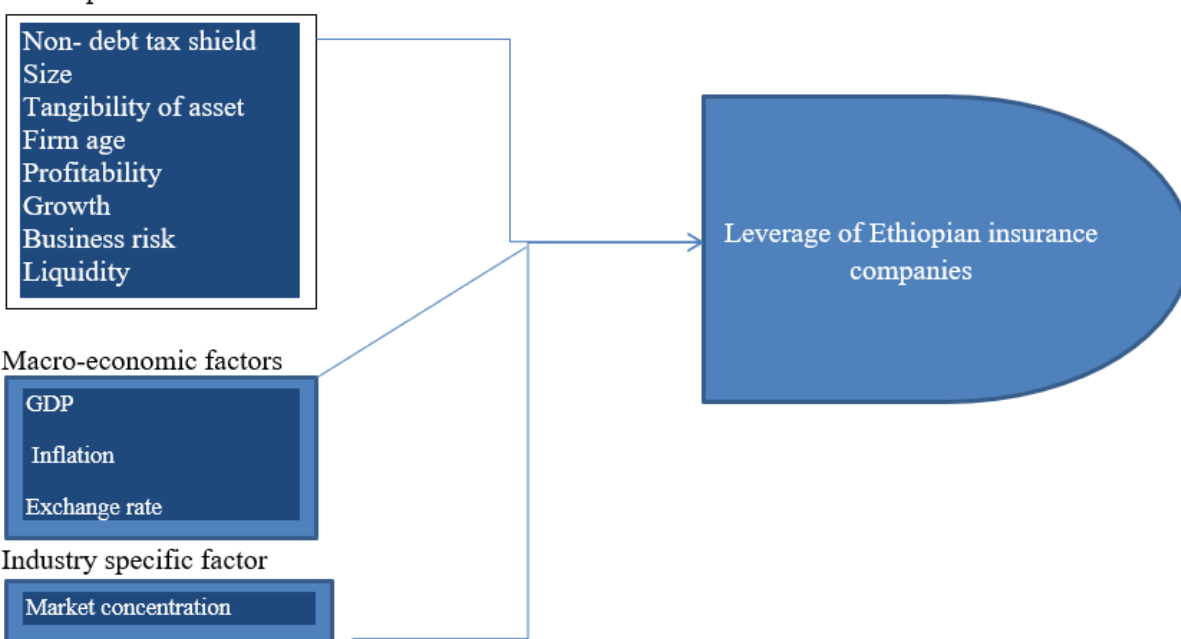 Non- debt tax shield
Size
Tangibility of asset
Firm age
Profitability
Growth
Business risk
Liquidity
Leverage of Ethiopian insurance
companies
Macro-economic factors
GDP
Inflation
Exchange rate
Industry specific factor
Market concentration